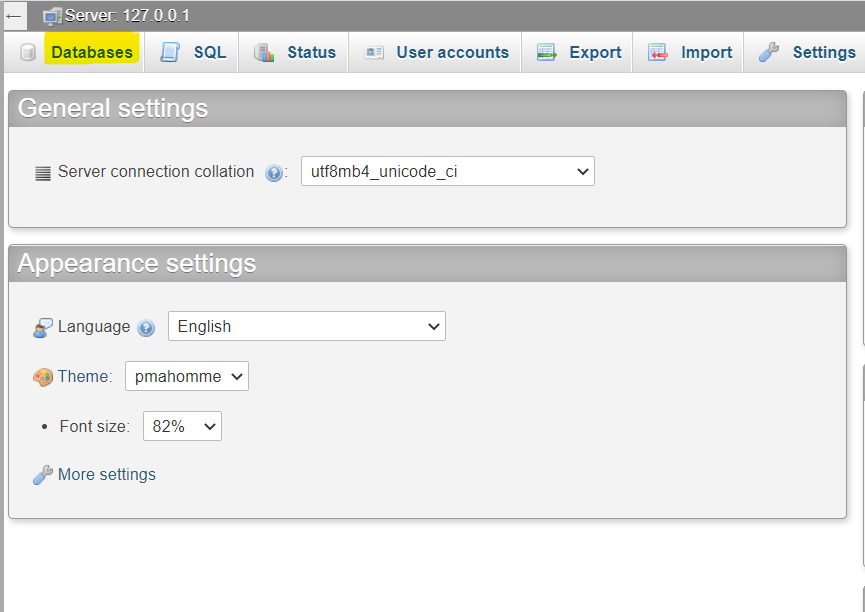 Server: 127.0.0.1
Databases SQL Status User accounts Export Import Settings
General settings
Server connection collation : utf8mb4_unicode_ci
Appearance settings
Language English
Theme: pmahomme
• Font size: 82%
More settings